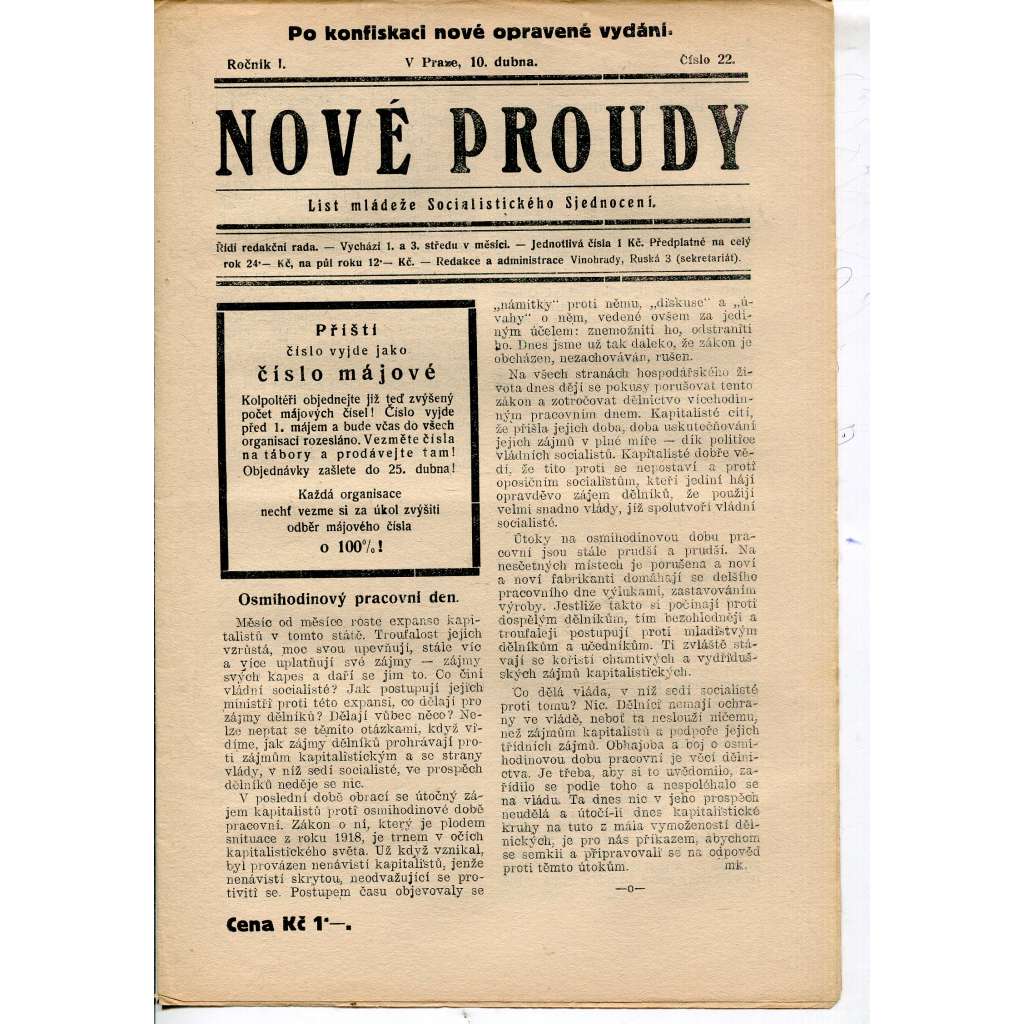 Po konfiskaci nové opravené vydání.
Ročník I. V Praze, 10. dubna. Číslo 22.
NOVÉ PROUDY
List mládeže Socialistického Sjednocení.
Řídí redakční rada. — Vychází 1. a 3. středu v měsíci. — Jednotlivá čísla 1 Kč. Předplatné na celý
rok 24·— Kč, na půl roku 12·— Kč. — Redakce a administrace Vinohrady, Ruská 3 (sekretariát).
Příští
číslo vyjde jako
číslo májové
Kolpoltéři objednejte již teď zvýšený
počet májových čísel! Číslo vyjde
před 1. májem a bude včas do všech
organisací rozesláno. Vezměte čísla
na tábory a prodávejte tam!
Objednávky zašlete do 25. dubna!
Každá organisace
nechť vezme si za úkol zvýšiti
odběr májového čísla
o 100%!
Osmihodinový pracovní den.
Měsíc od měsíce roste expanse kapi-
talistů v tomto státě. Troufalost jejich
vzrůstá, moc svou upevňují, stále víc
a více uplatňují své zájmy — zájmy
svých kapes a daří se jim to. Co činí
vládní socialisté? Jak postupují jejich
ministři proti této expansi, co dělají pro
zájmy dělníků? Dělají vůbec něco? Ne-
lze neptat se těmito otázkami, když ví-
díme, jak zájmy dělníků prohrávají pro-
ti zájmům kapitalistickým a se strany
vlády, v níž sedí socialisté, ve prospěch
dělníků neděje se nic.
V poslední době obrací se útočný zá-
jem kapitalistů proti osmihodinové době
pracovní. Zákon o ní, který je plodem
snituace z roku 1918, je trnem v očích
kapitalistického světa. Už když vznikal,
byl provázen nenávistí kapitalistů, jenže
nenávistí skrytou, neodvažující se pro-
tiviti se. Postupem času objevovaly se
„námitky" proti němu, „diskuse" a „ú-
vahy" o něm, vedené ovšem za jedi-
ným účelem: znemožniti ho, odstraniti
ho. Dnes jsme už tak daleko, že zákon je
obcházen, nezachováván, rušen.
Na všech stranách hospodářského ži-
vota dnes ději se pokusy porušovat tento
zákon a zotročovat dělnictvo vícehodin-
ným pracovním dnem. Kapitalisté cítí,
že přišla jejich doba, doba uskutečňování
jejich zájmů v plné míře — dík politice
vládních socialistů. Kapitalisté dobře vě-
dí, že tito proti se nepostaví a proti
oposičním socialistům, kteří jediní hájí
opravdevo zájem dělníků, že použijí
velmi snadno vlády, jíž spolutvoří vládní
socialisté.
Útoky na osmihodinovou dobu pra-
covní jsou stále prudší a prudší. Na
nesčetných místech je porušena a noví
a noví fabrikanti domáhají se delšího
pracovního dne výlukami, zastavováním
výroby. Jestliže takto si počínají proti
dospělým dělníkům, tím bezohledněji a
troufaleji postupují proti mladistvým
dělníkům a učedníkům. Ti zvláště stá-
vají se kořistí chamtivých a vydřiduš-
ských zájmů kapitalistických.
Co dělá vláda, v níž sedí socialisté
proti tomu? Nic. Dělníci nemají ochra-
ny ve vládě, neboť ta neslouží ničemu,
než zájmům kapitalistů a podpoře jejich
třídních zájmů. Obhajoba a boj o osmi-
hodinovou dobu pracovní je věcí dělni-
ctva. Je třeba, aby si to uvědomilo, za-
řídilo se podle toho a nespoléhalo se
na vládu. Ta dnes nic v jeho prospěch
neudělá a útočí-li dnes kapitalistické
kruhy na tuto z mála vymožeností děl-
nických, je pro nás příkazem, abychom
se semkli a připravovali se na odpověď
proti těmto útokům. mk.
—o—
Cena Kč 1·—.